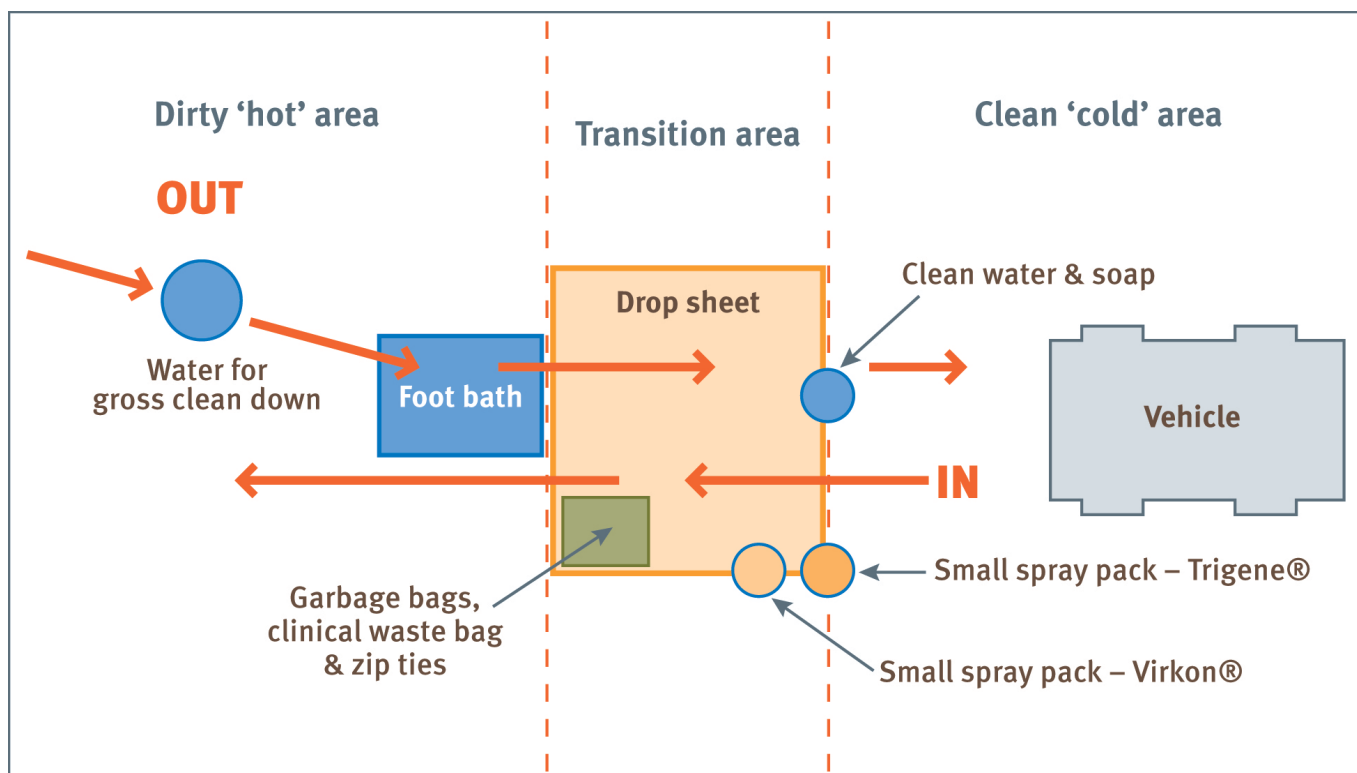 Dirty ‘hot’ area
Transition area
Clean ‘cold’ area
OUT
Water for
gross clean down
Foot bath
Drop sheet
Clean water & soap
Vehicle
IN
Garbage bags,
clinical waste bag
& zip ties
Small spray pack – Trigene®
Small spray pack – Virkon®